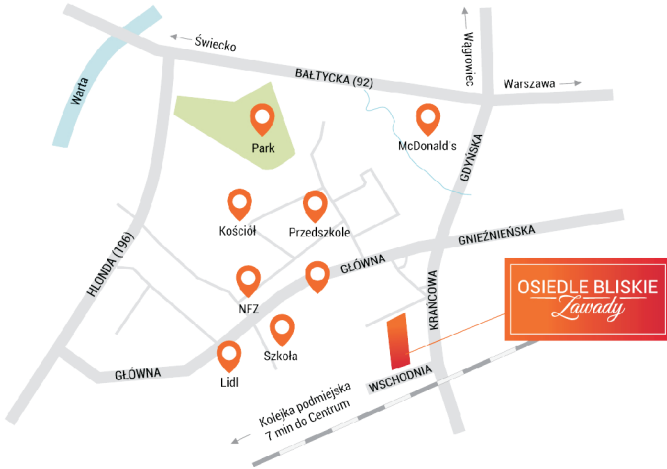 Świecko
Wągrowiec
Warszawa
BAŁTYCKA (92)
Warta
Park
McDonald's
GDYŃSKA
Kościół
Przedszkole
GNIEŹNIEŃSKA
HLONDA (196)
GŁÓWNA
NFZ
KRAŃCOWA
OSIEDLE BLISKIE
Zawady
Szkoła
GŁÓWNA
Lidl
WSCHODNIA
Kolejka podmiejska
7 min do Centrum